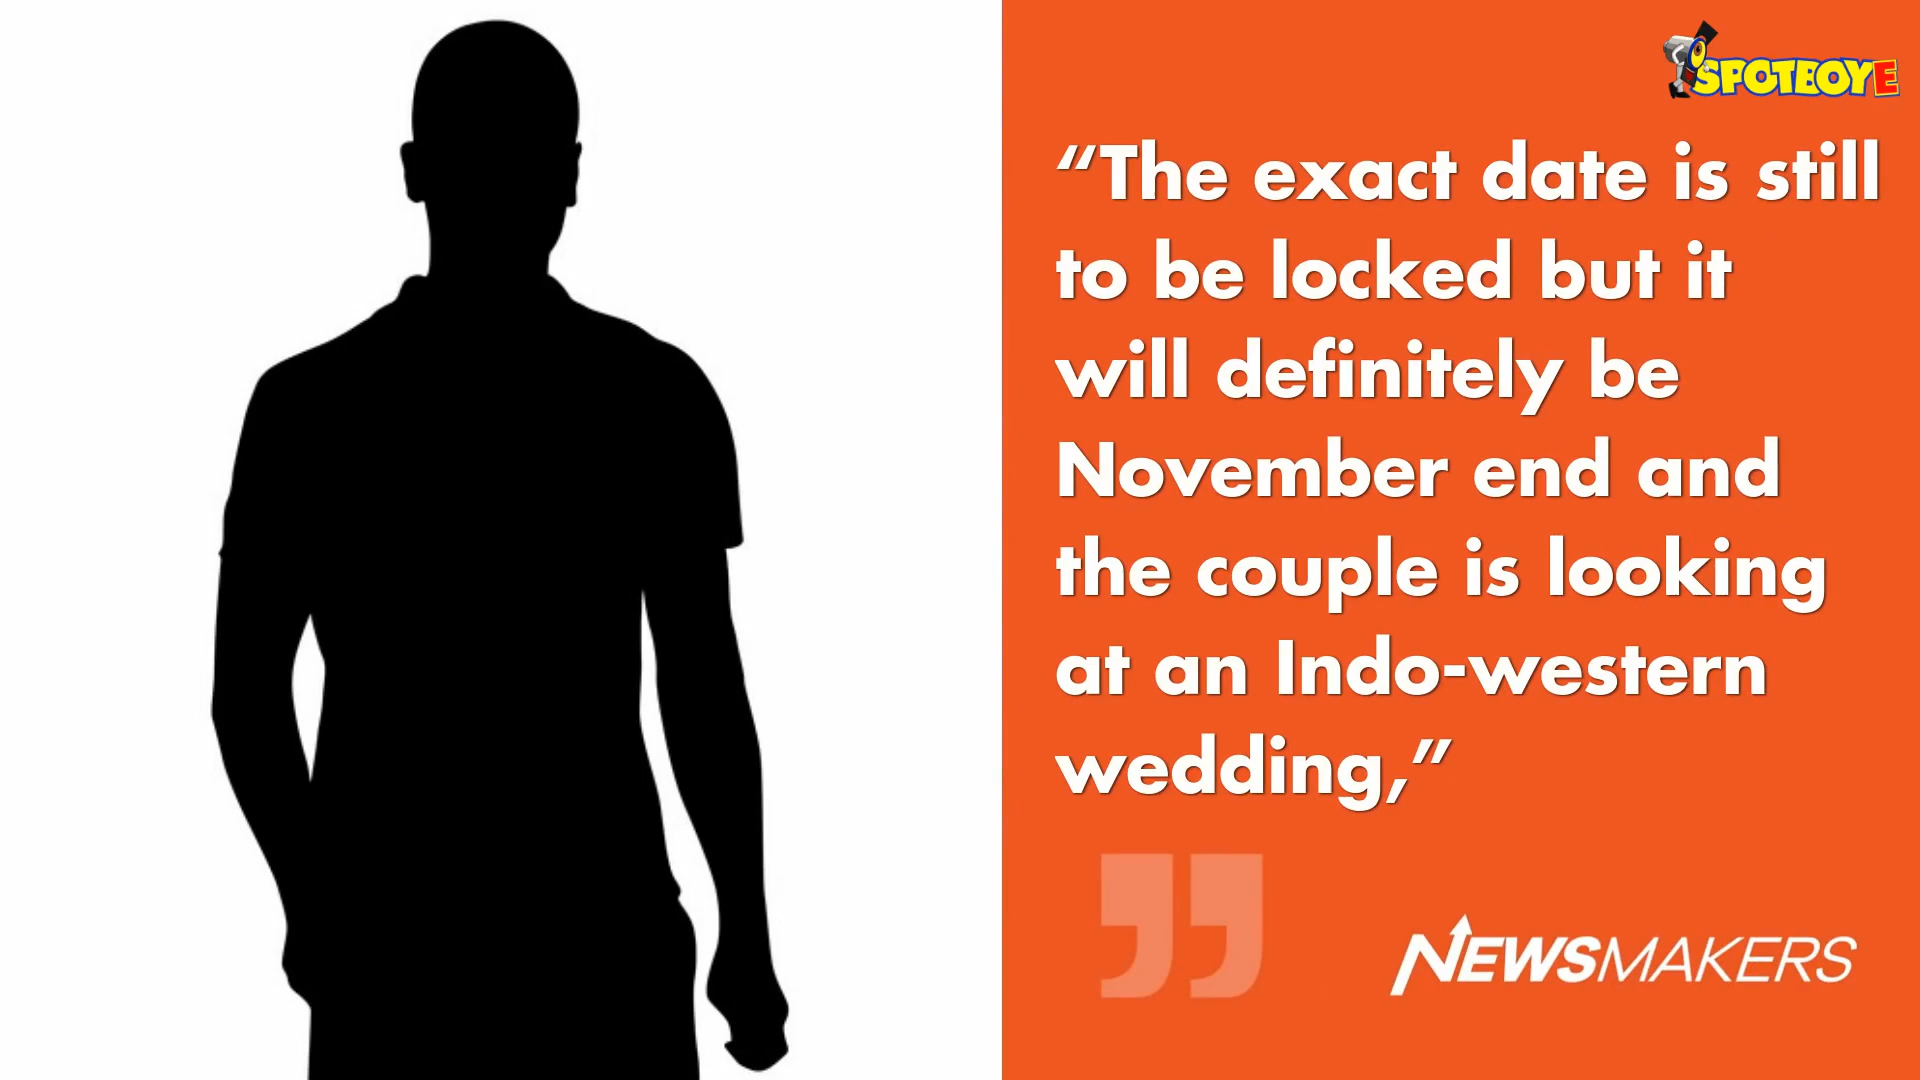 SPOTBOYE
“The exact date is still
to be locked but it
will definitely be
November end and
the couple is looking
at an Indo-western
wedding,”
NEWSMAKERS